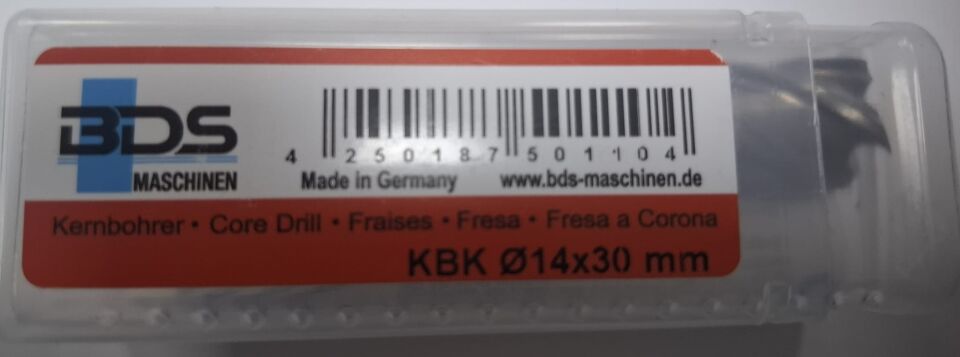 BDS
MASCHINEN
4 250187 501104
Made in Germany www.bds-maschinen.de
Kernbohrer • Core Drill • Fraises • Fresa • Fresa a Corona
KBK Ø14x30 mm